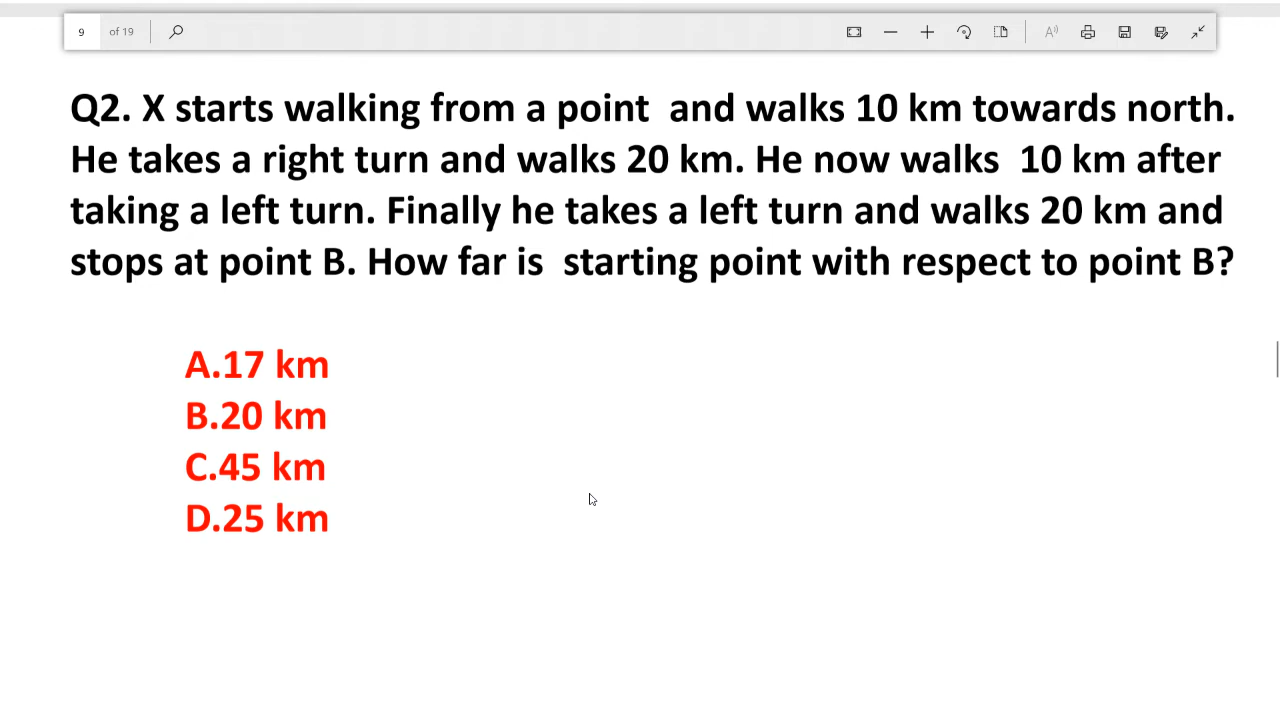 9 of 19
Q2. X starts walking from a point and walks 10 km towards north.
He takes a right turn and walks 20 km. He now walks 10 km after
taking a left turn. Finally he takes a left turn and walks 20 km and
stops at point B. How far is starting point with respect to point B?
A.17 km
B.20 km
C.45 km
D.25 km